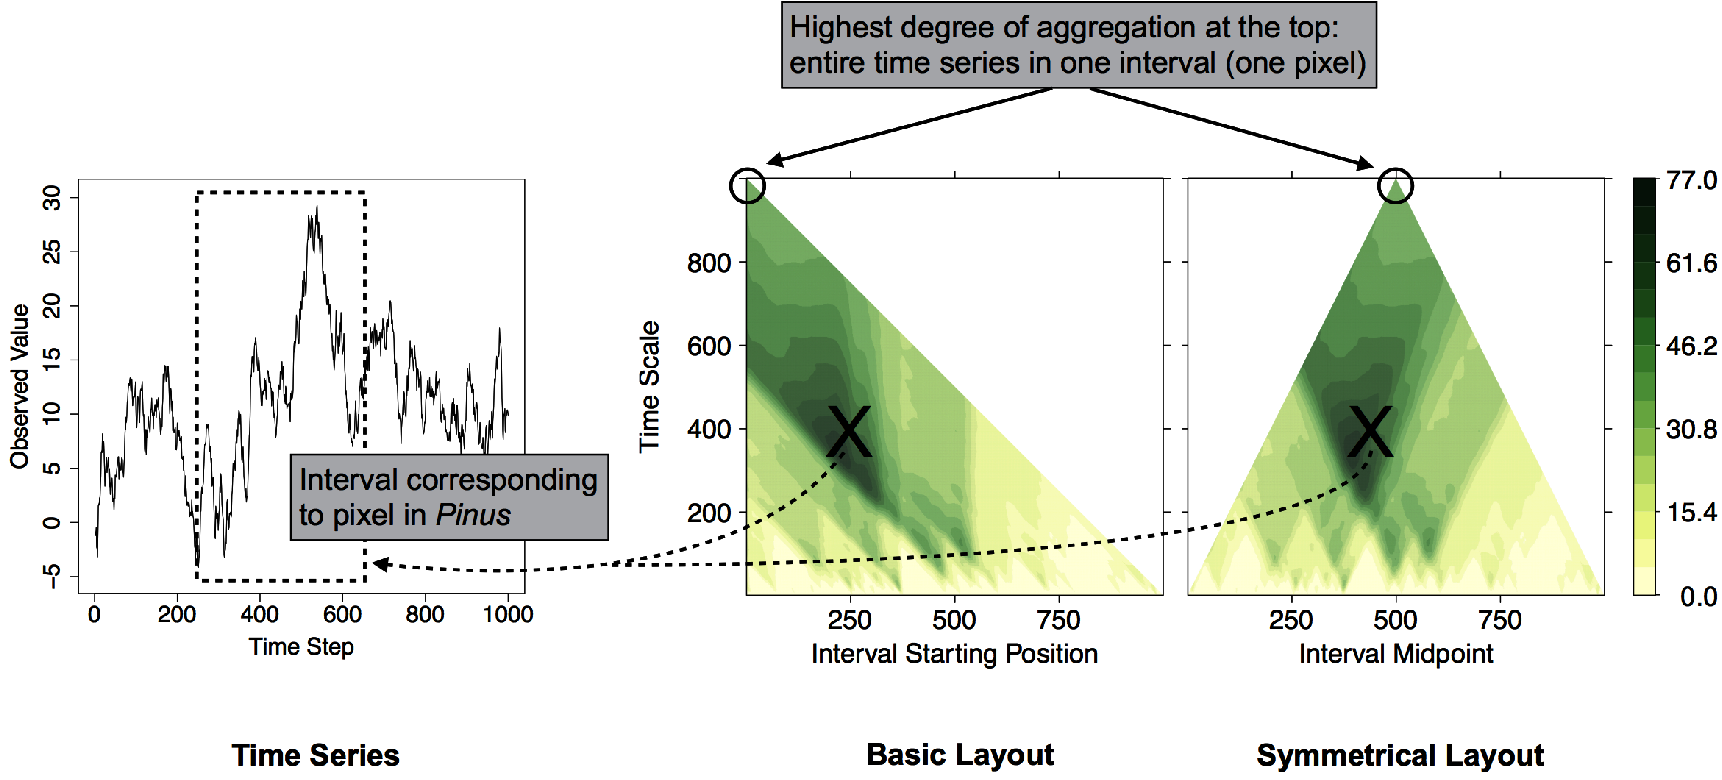 Highest degree of aggregation at the top:
entire time series in one interval (one pixel)
30
25
20
15
10
5
0
−5
Observed Value
0 200 400 600 800 1000
Time Step
Interval corresponding
to pixel in Pinus
Time Series
800
600
400
200
Time Scale
X
250 500 750
Interval Starting Position
Basic Layout
X
250 500 750
Interval Midpoint
Symmetrical Layout
77.0
61.6
46.2
30.8
15.4
0.0